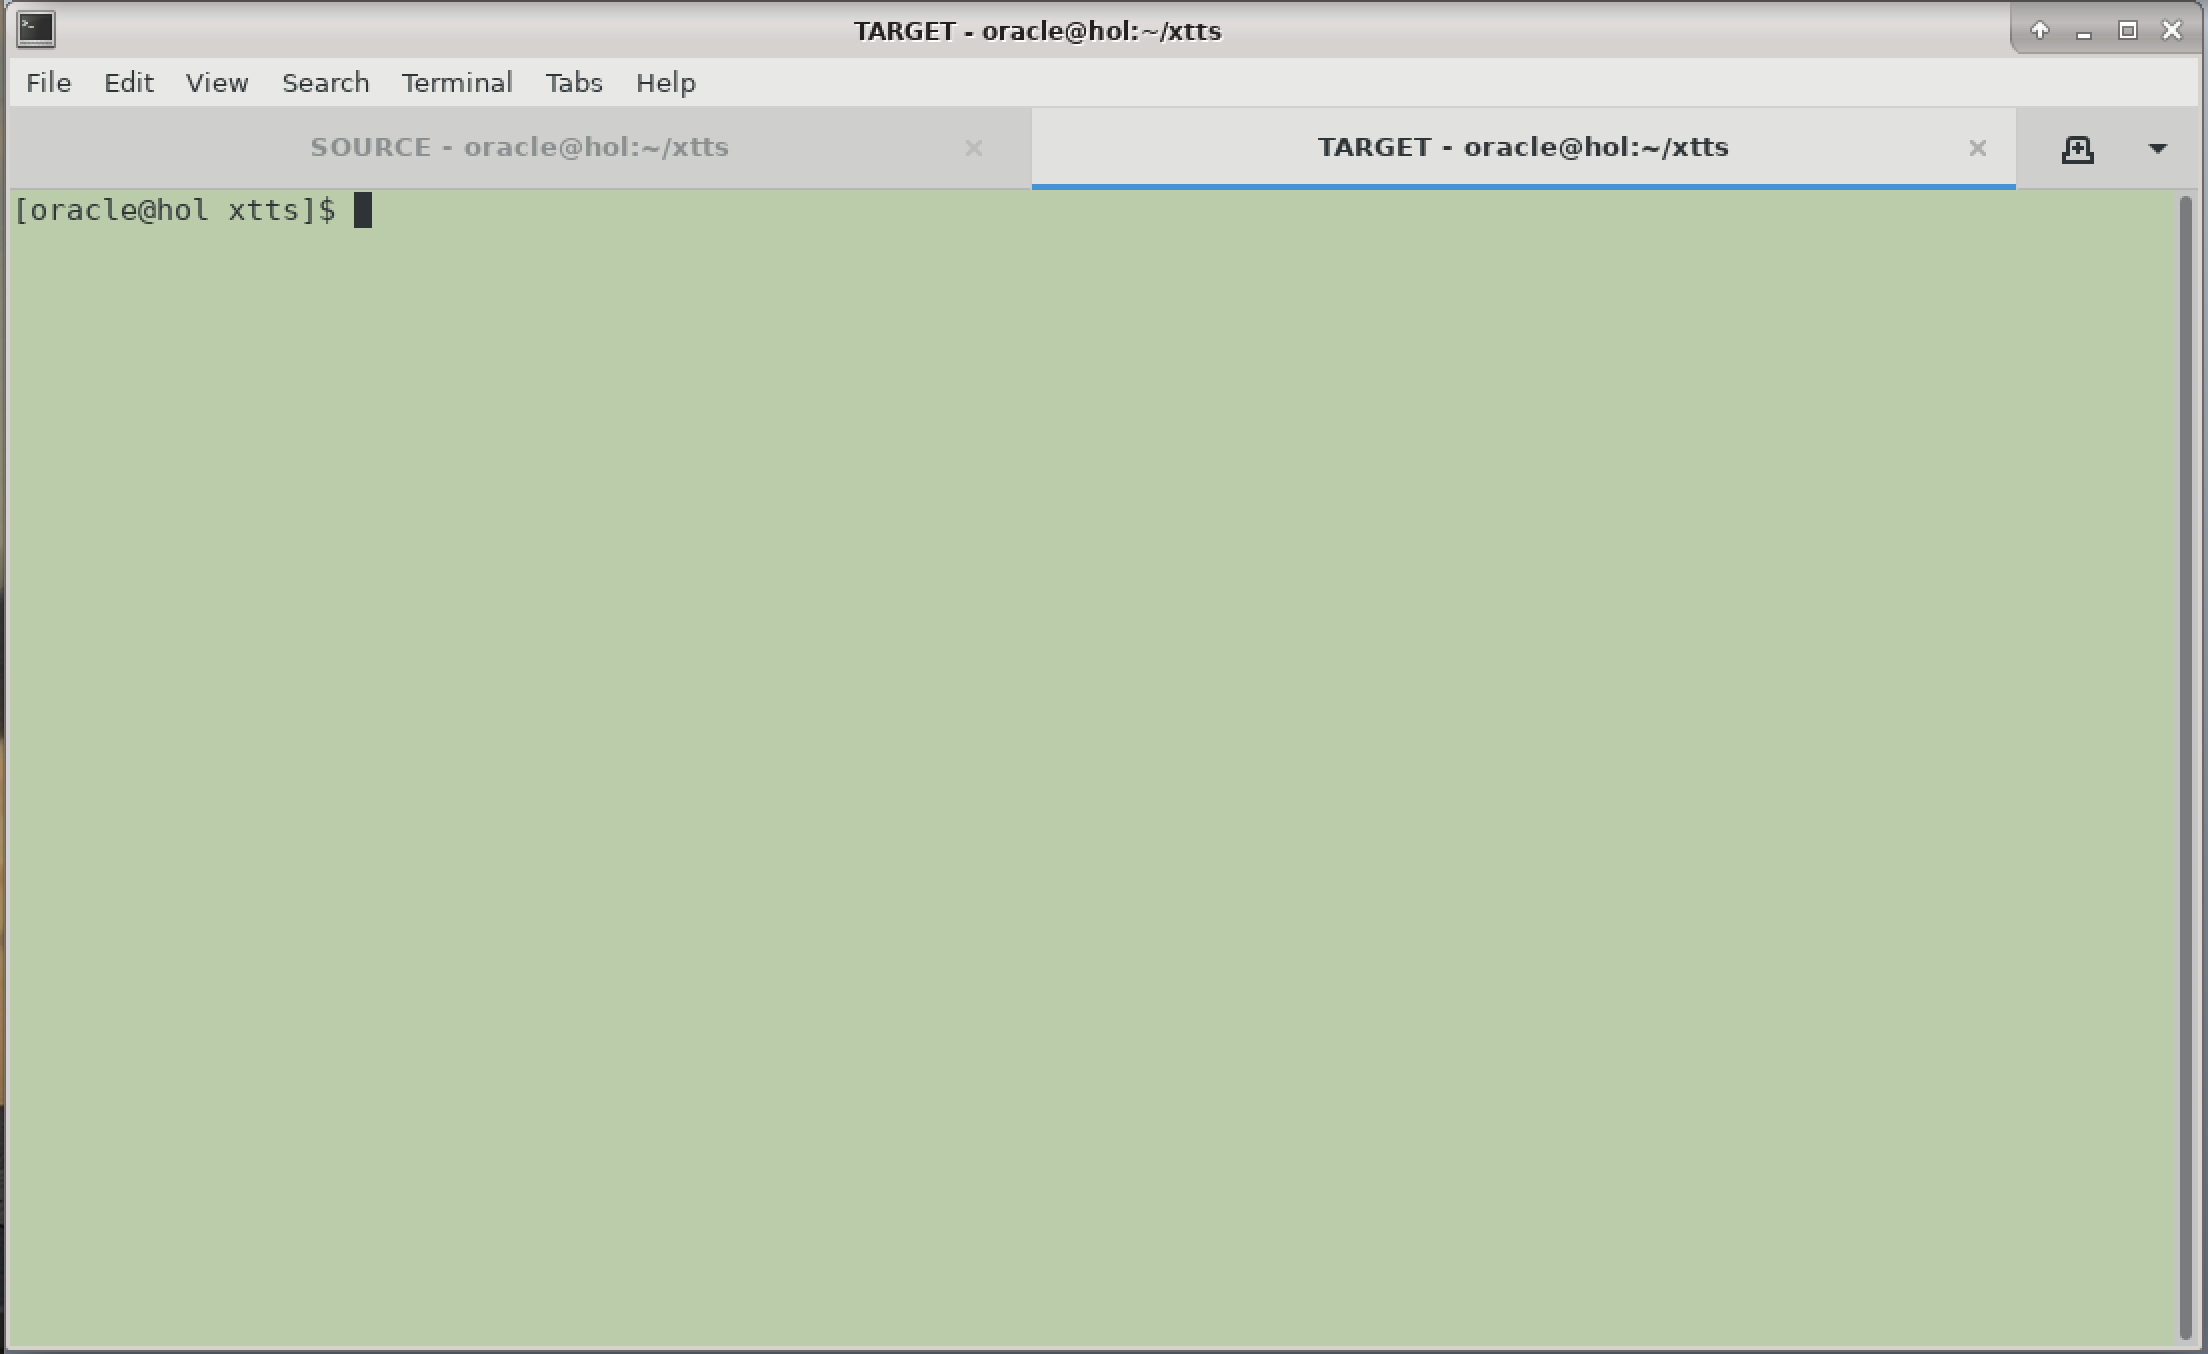 TARGET - oracle@hol:~/xtts
File Edit View Search Terminal Tabs Help
SOURCE - oracle@hol:~/xtts
TARGET - oracle@hol:~/xtts
[oracle@hol xtts]$